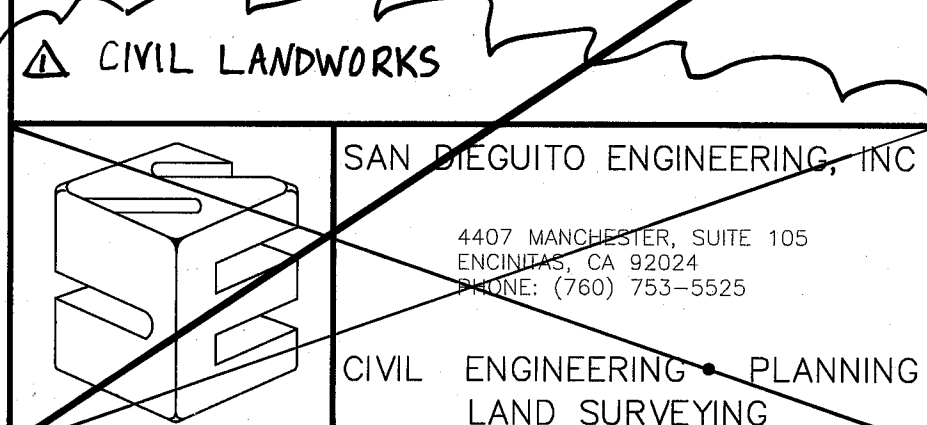 1 CIVIL LANDWORKS
SAN DIEGUITO ENGINEERING, INC
4407 MANCHESTER, SUITE 105
ENCINITAS, CA 92024
PHONE: (760) 753-5525
CIVIL ENGINEERING • PLANNING
LAND SURVEYING